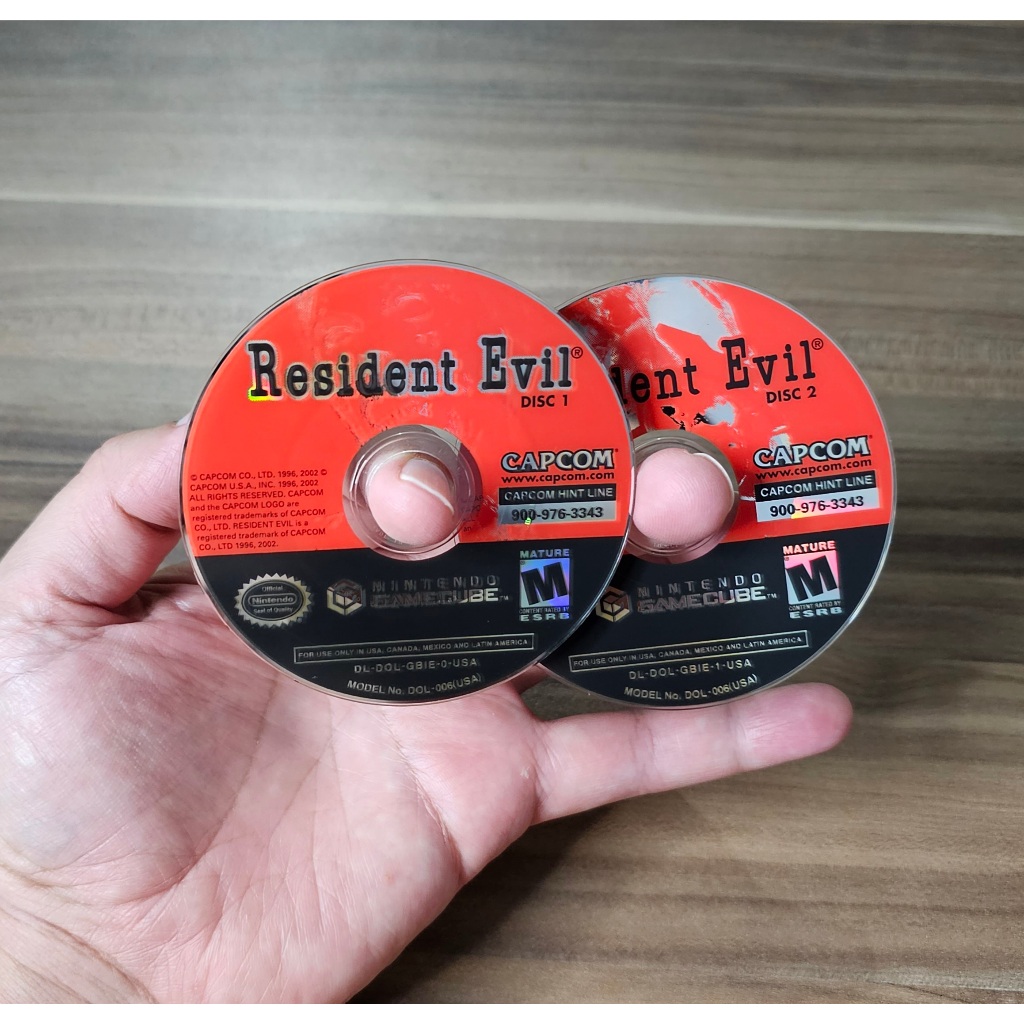 Resident Evil®
DISC 1
© CAPCOM CO., LTD. 1996, 2002 ©
CAPCOM U.S.A., INC. 1996, 2002
ALL RIGHTS RESERVED. CAPCOM
and the CAPCOM LOGO are
registered trademarks of CAPCOM
CO., LTD. RESIDENT EVIL is a
registered trademark of CAPCOM
CO., LTD 1996, 2002.
CAPCOM®
www.capcom.com
CAPCOM HINT LINE
900-976-3343
Official
Nintendo
Seal of Quality
NINTENDO
GAMECUBE™
MATURE
M
CONTENT RATED BY
ESRB
FOR USE ONLY IN USA, CANADA, MEXICO AND LATIN AMERICA.
DL-DOL-GBIE-0-USA
MODEL No. DOL-006(USA)
dent Evil®
DISC 2
CAPCOM®
www.capcom.com
CAPCOM HINT LINE
900-976-3343
NINTENDO
GAMECUBE™
MATURE
M
CONTENT RATED BY
ESRB
FOR USE ONLY IN USA, CANADA, MEXICO AND LATIN AMERICA.
DL-DOL-GBIE-1-USA
MODEL No. DOL-006(USA)